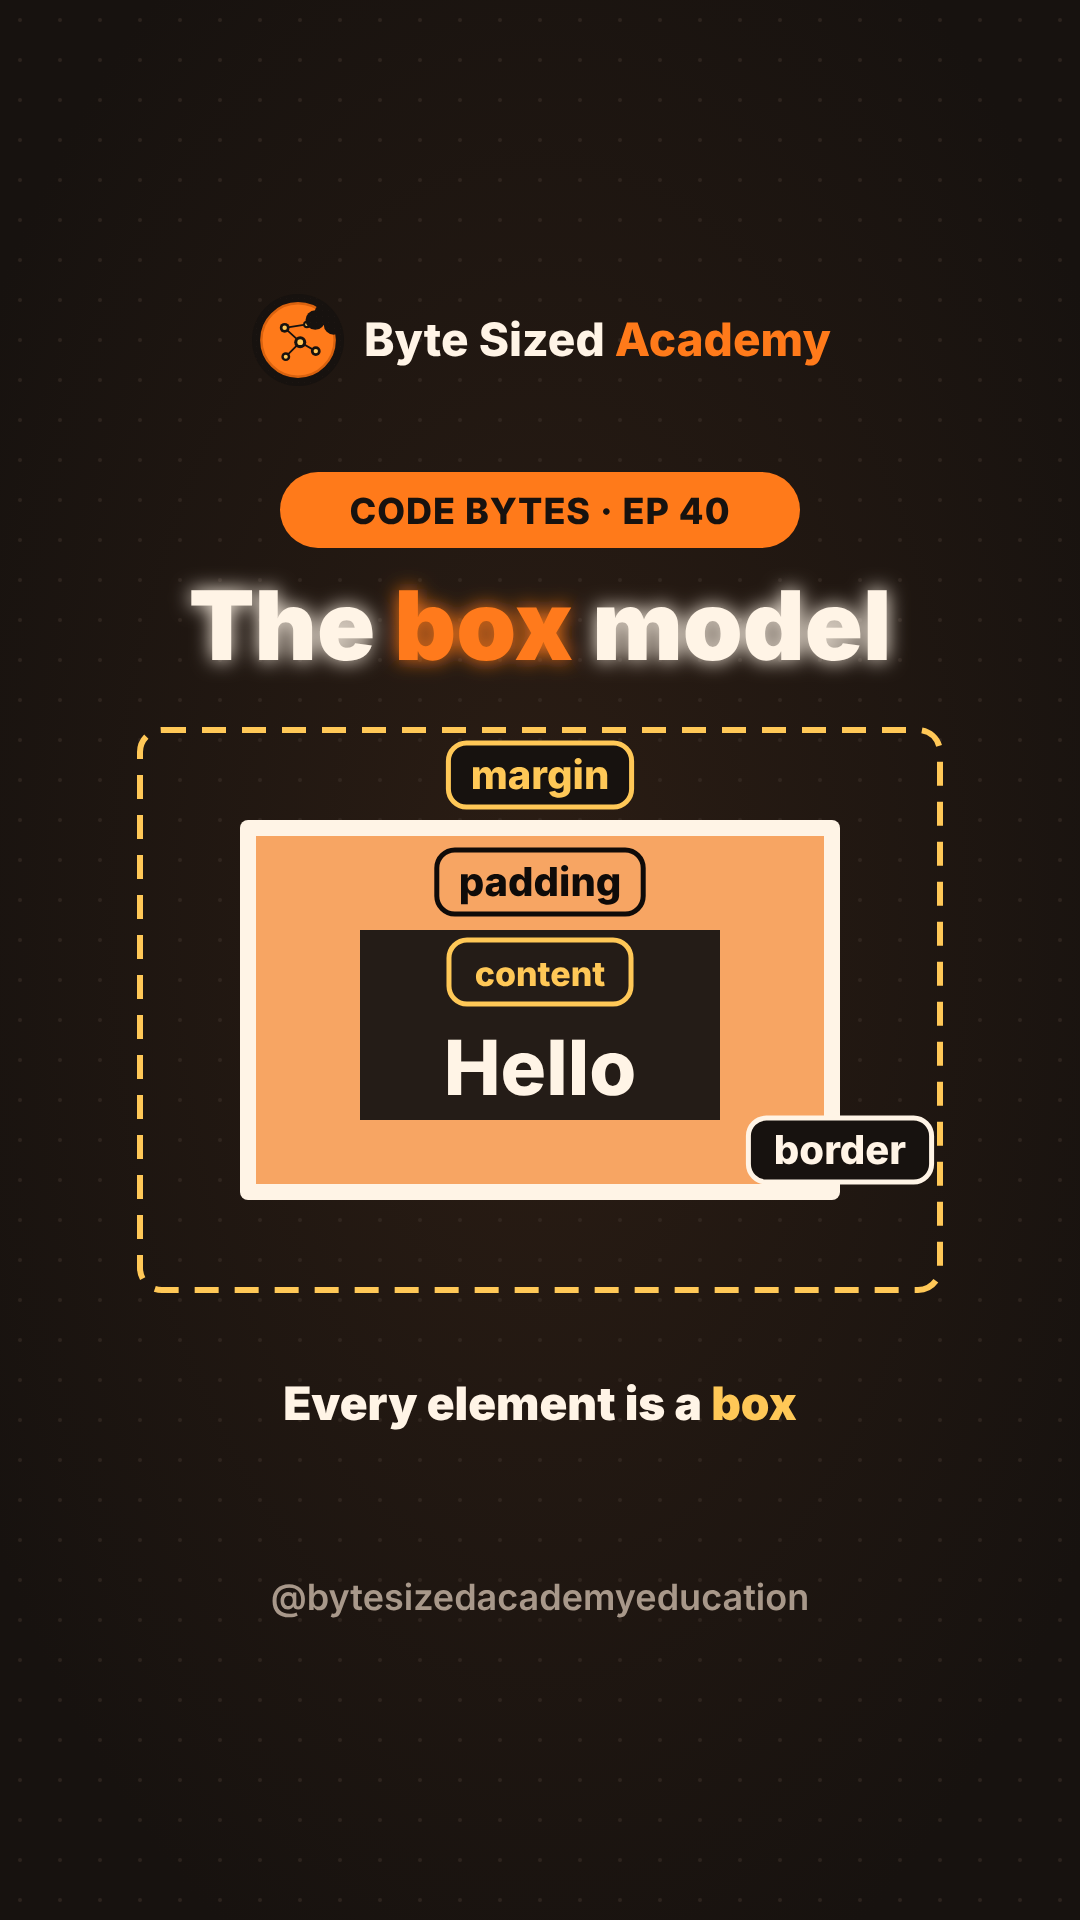 Byte Sized Academy
CODE BYTES · EP 40
The box model
margin
padding
content
Hello
border
Every element is a box
@bytesizedacademyeducation